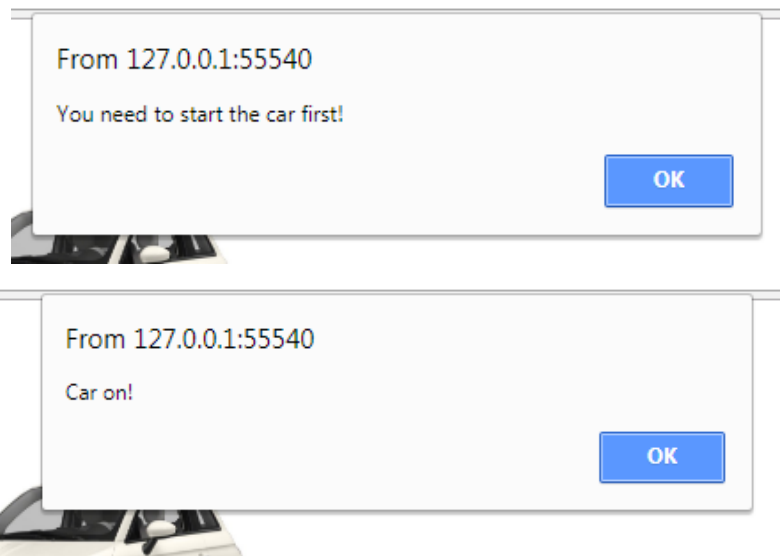 From 127.0.0.1:55540
You need to start the car first!
OK
From 127.0.0.1:55540
Car on!
OK